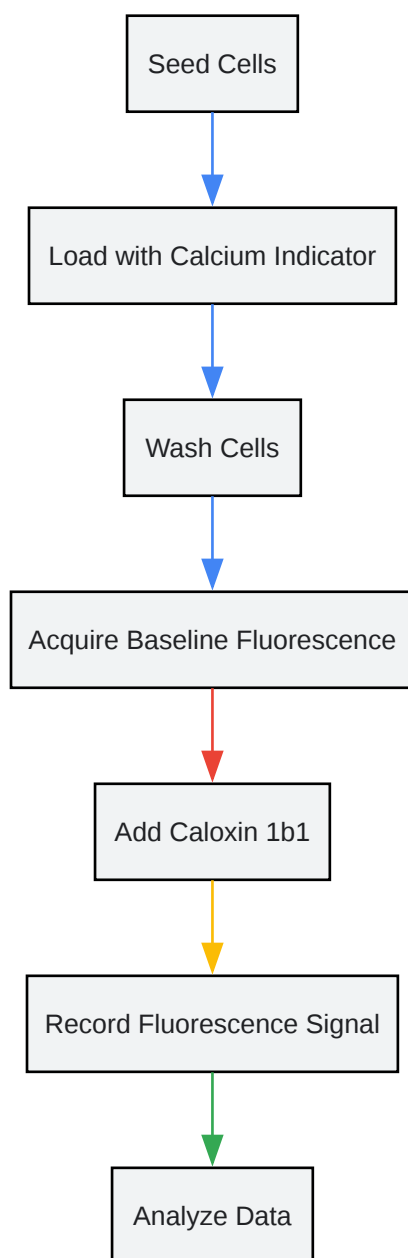 Seed Cells
Load with Calcium Indicator
Wash Cells
Acquire Baseline Fluorescence
Add Caloxin 1b1
Record Fluorescence Signal
Analyze Data